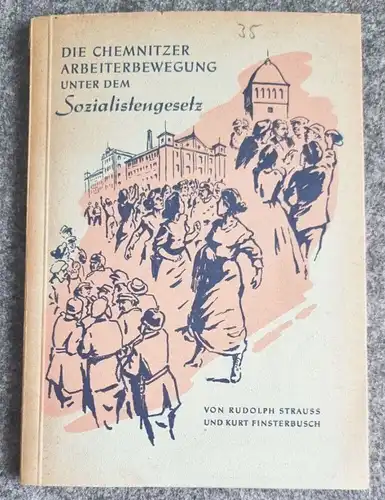 35
DIE CHEMNITZER
ARBEITERBEWEGUNG
UNTER DEM
Sozialistengesetz
VON RUDOLPH STRAUSS
UND KURT FINSTERBUSCH